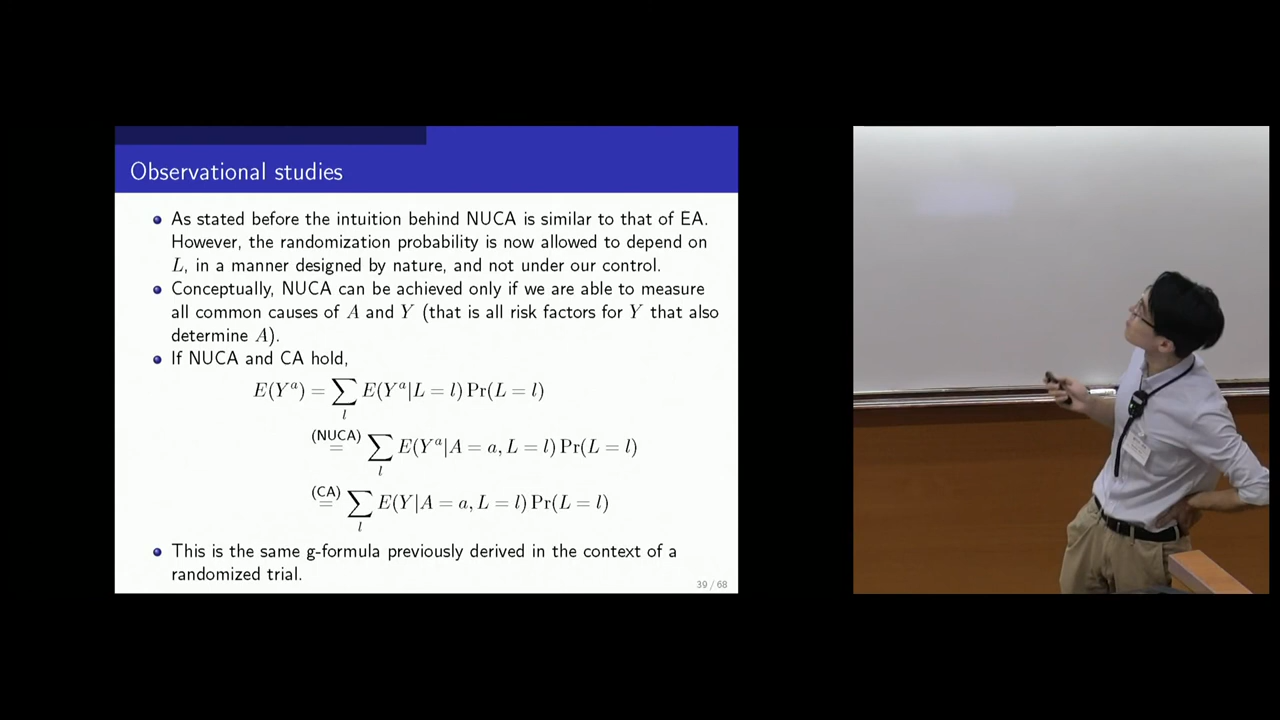 Observational studies
As stated before the intuition behind NUCA is similar to that of EA.
However, the randomization probability is now allowed to depend on
L, in a manner designed by nature, and not under our control.
Conceptually, NUCA can be achieved only if we are able to measure
all common causes of A and Y (that is all risk factors for Y that also
determine A).
If NUCA and CA hold,
E(Y^a) = ∑_l E(Y^a|L = l) Pr(L = l)
(NUCA) = ∑_l E(Y^a|A = a, L = l) Pr(L = l)
(CA) = ∑_l E(Y|A = a, L = l) Pr(L = l)
This is the same g-formula previously derived in the context of a
randomized trial.
39 / 68